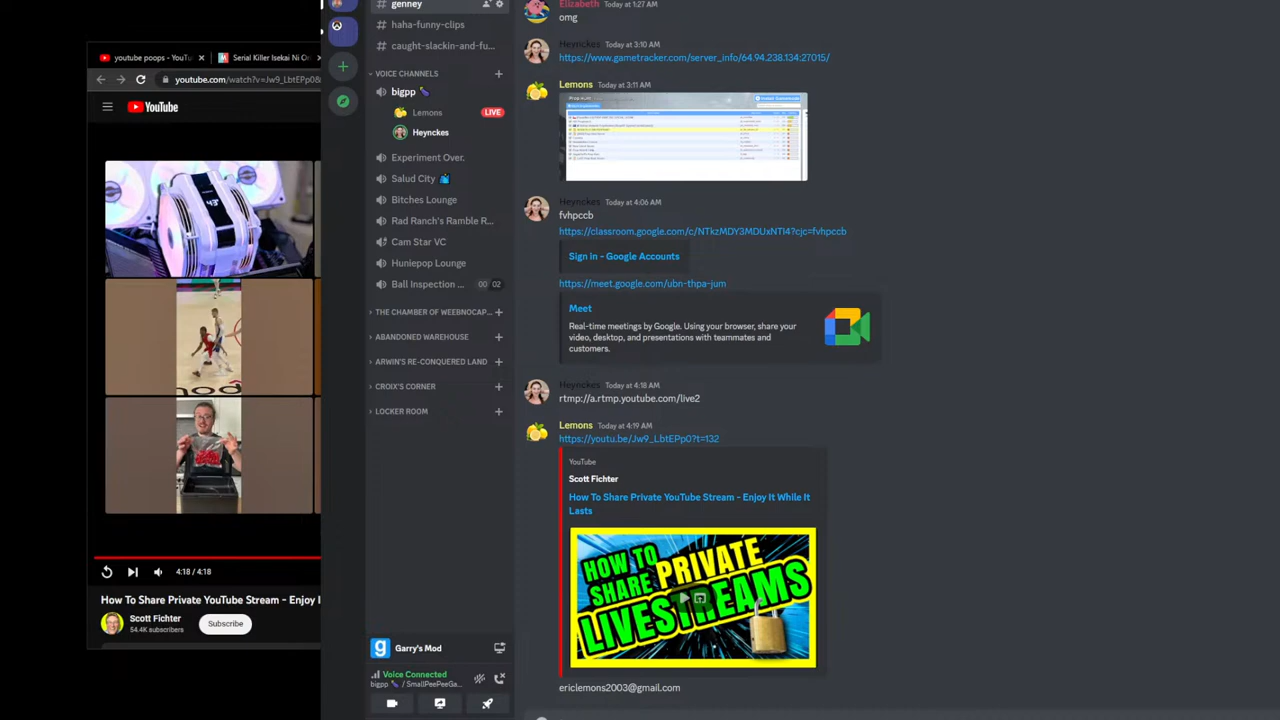 youtube poops - YouTu
Serial Killer Isekai Ni O
youtube.com/watch?v=Jw9_LbtEPp0&
YouTube
4:18 / 4:18
How To Share Private YouTube Stream - Enjoy I
Scott Fichter
54.4K subscribers
Subscribe
genney
haha-funny-clips
caught-slackin-and-fu...
VOICE CHANNELS
bigpp
Lemons
LIVE
Heynckes
Experiment Over.
Salud City
Bitches Lounge
Rad Ranch's Ramble R...
Cam Star VC
Huniepop Lounge
Ball Inspection ...
00 02
THE CHAMBER OF WEEBNOCAP...
ABANDONED WAREHOUSE
ARWIN'S RE-CONQUERED LAND
CROIX'S CORNER
LOCKER ROOM
Garry's Mod
Voice Connected
bigpp / SmallPeePeeGa...
Elizabeth Today at 1:27 AM
omg
Heynckes Today at 3:10 AM
https://www.gametracker.com/server_info/64.94.238.134:27015/
Lemons Today at 3:11 AM
Heynckes Today at 4:06 AM
fvhpccb
https://classroom.google.com/c/NTkzMDY3MDUxNTI4?cjc=fvhpccb
Sign in - Google Accounts
https://meet.google.com/ubn-thpa-jum
Meet
Real-time meetings by Google. Using your browser, share your
video, desktop, and presentations with teammates and
customers.
Heynckes Today at 4:18 AM
rtmp://a.rtmp.youtube.com/live2
Lemons Today at 4:19 AM
https://youtu.be/Jw9_LbtEPp0?t=132
YouTube
Scott Fichter
How To Share Private YouTube Stream - Enjoy It While It
Lasts
HOW TO
SHARE PRIVATE
LIVESTREAMS
ericlemons2003@gmail.com